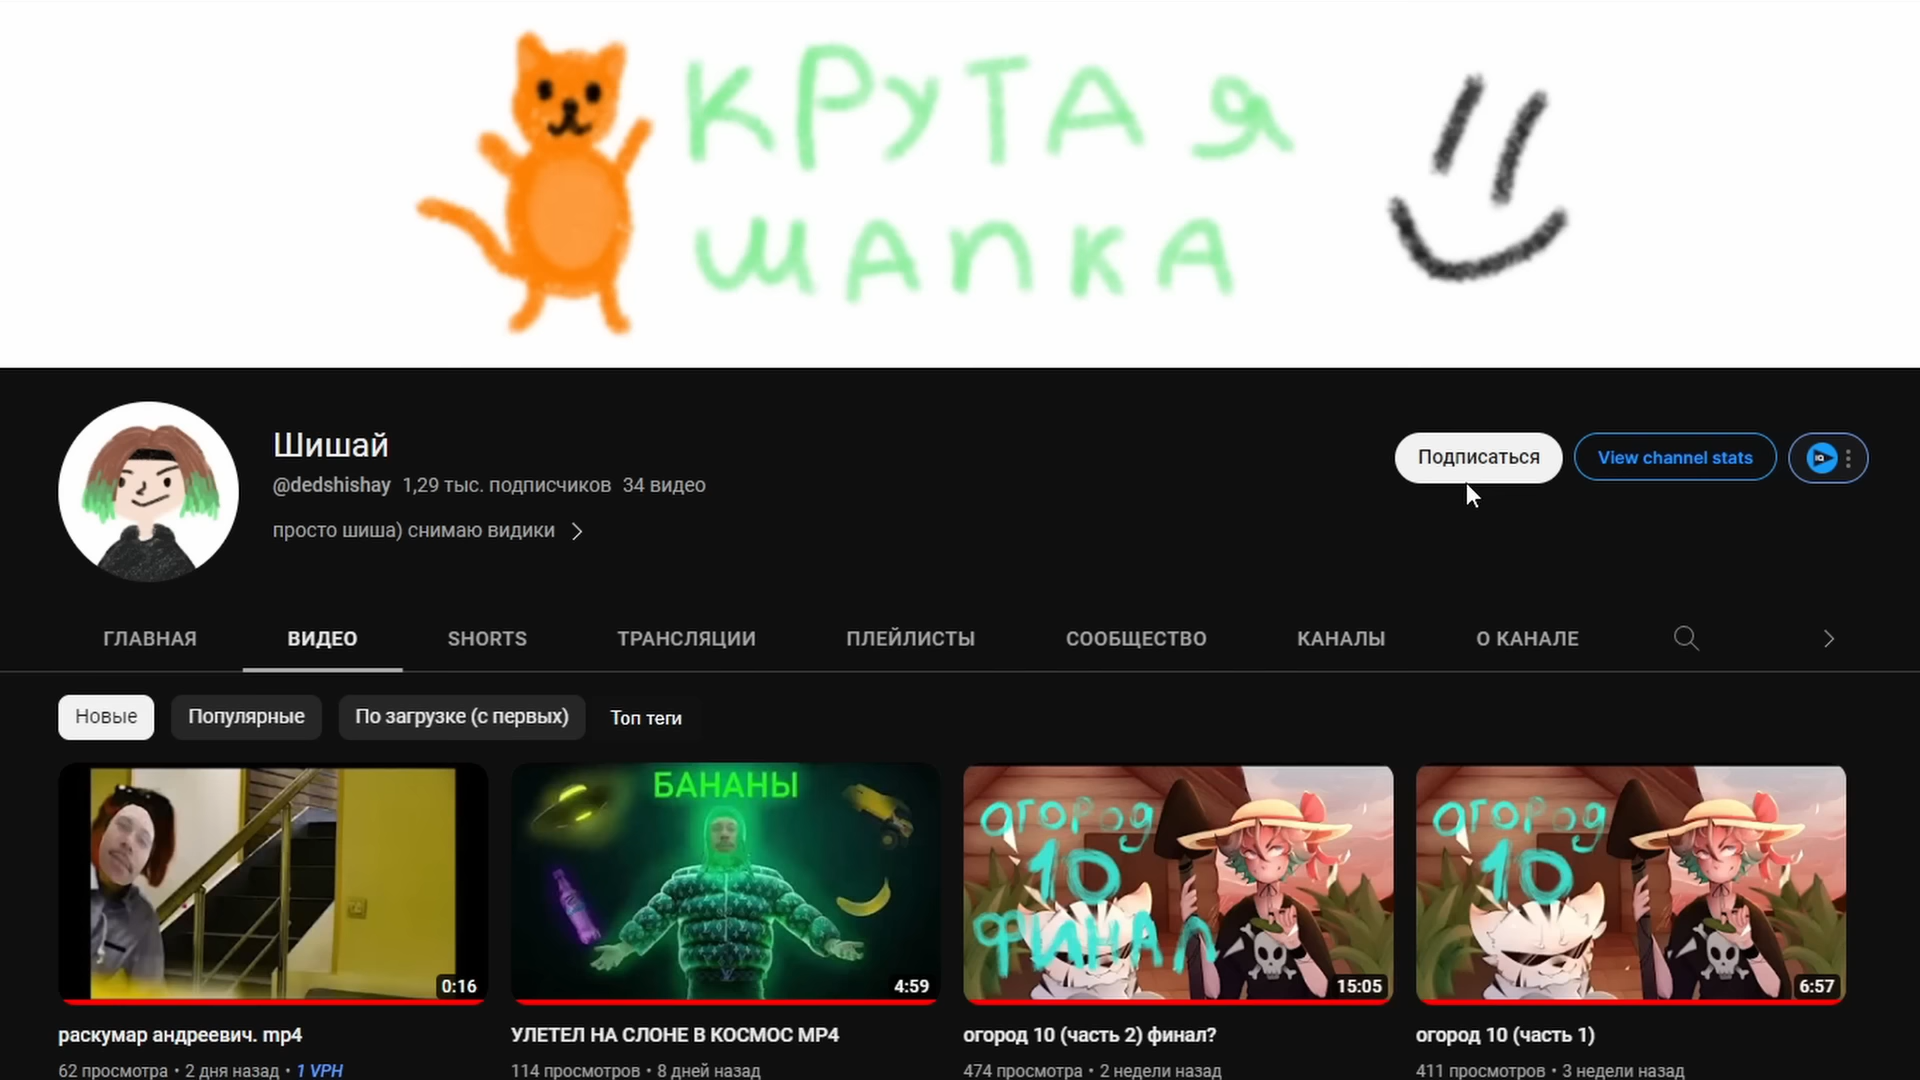 КРУТАЯ
ШАПКА
Шишай
@dedshishay 1,29 тыс. подписчиков 34 видео
просто шиша) снимаю видики
Подписаться
View channel stats
IQ
ГЛАВНАЯ
ВИДЕО
SHORTS
ТРАНСЛЯЦИИ
ПЛЕЙЛИСТЫ
СООБЩЕСТВО
КАНАЛЫ
О КАНАЛЕ
Новые
Популярные
По загрузке (с первых)
Топ теги
0:16
БАНАНЫ
4:59
огород
10
ФИНАЛ
15:05
огород
10
6:57
раскумар андреевич. mp4
62 просмотра • 2 дня назад • 1 VPH
УЛЕТЕЛ НА СЛОНЕ В КОСМОС MP4
114 просмотров • 8 дней назад
огород 10 (часть 2) финал?
474 просмотра • 2 недели назад
огород 10 (часть 1)
411 просмотров • 3 недели назад